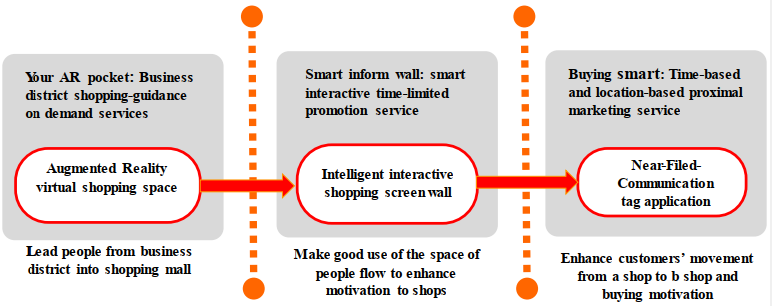 Your AR pocket: Business
district shopping-guidance
on demand services
Augmented Reality
virtual shopping space
Lead people from business
district into shopping mall
Smart inform wall: smart
interactive time-limited
promotion service
Intelligent interactive
shopping screen wall
Make good use of the space of
people flow to enhance
motivation to shops
Buying smart: Time-based
and location-based proximal
marketing service
Near-Filed-
Communication
tag application
Enhance customers’ movement
from a shop to b shop and
buying motivation